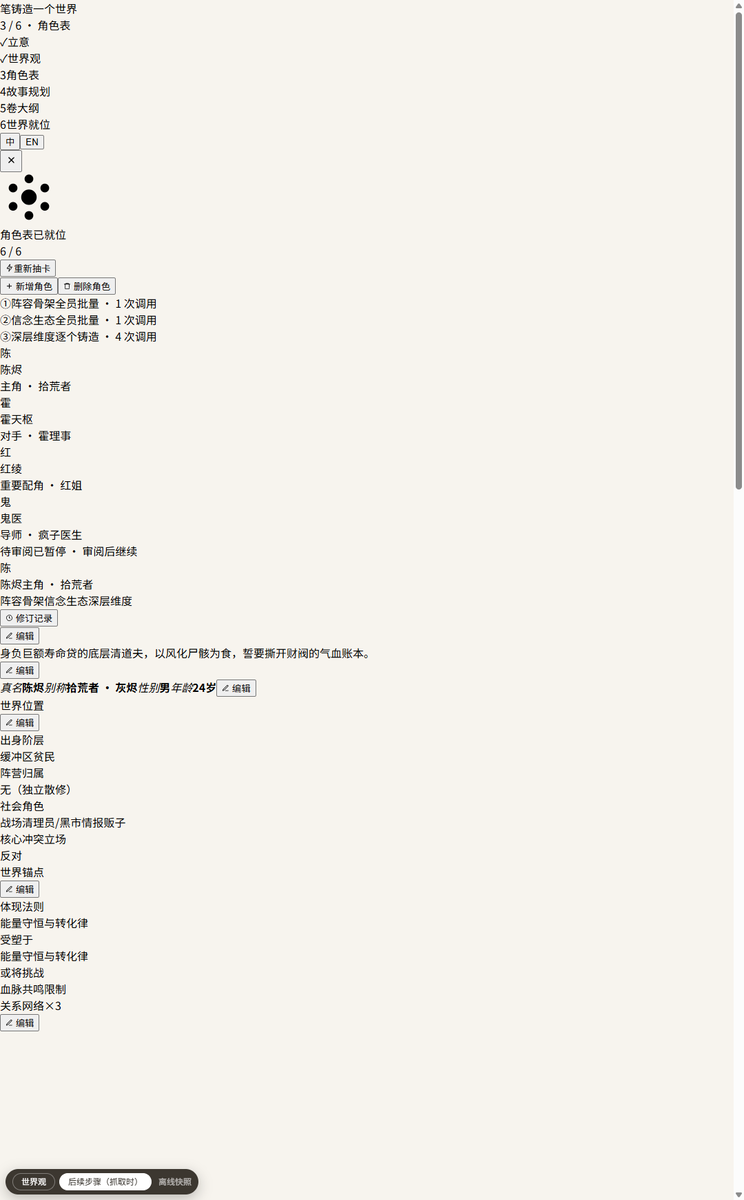 笔铸造一个世界
3 / 6 · 角色表
✓立意
✓世界观
3角色表
4故事规划
5卷大纲
6世界就位
中 EN
✕
角色表已就位
6 / 6
重新抽卡
+ 新增角色 删除角色
①阵容骨架全员批量 · 1 次调用
②信念生态全员批量 · 1 次调用
③深层维度逐个铸造 · 4 次调用
陈
陈烬
主角 · 拾荒者
霍
霍天枢
对手 · 霍理事
红
红绫
重要配角 · 红姐
鬼
鬼医
导师 · 疯子医生
待审阅已暂停 · 审阅后继续
陈
陈烬主角 · 拾荒者
阵容骨架信念生态深层维度
修订记录
编辑
身负巨额寿命贷的底层清道夫，以风化尸骸为食，誓要撕开财阀的气血账本。
编辑
真名陈烬别称拾荒者 · 灰烬性别男年龄24岁 编辑
世界位置
编辑
出身阶层
缓冲区贫民
阵营归属
无（独立散修）
社会角色
战场清理员/黑市情报贩子
核心冲突立场
反对
世界锚点
编辑
体现法则
能量守恒与转化律
受塑于
能量守恒与转化律
或将挑战
血脉共鸣限制
关系网络×3
编辑
世界观 后续步骤（抓取时） 离线快照